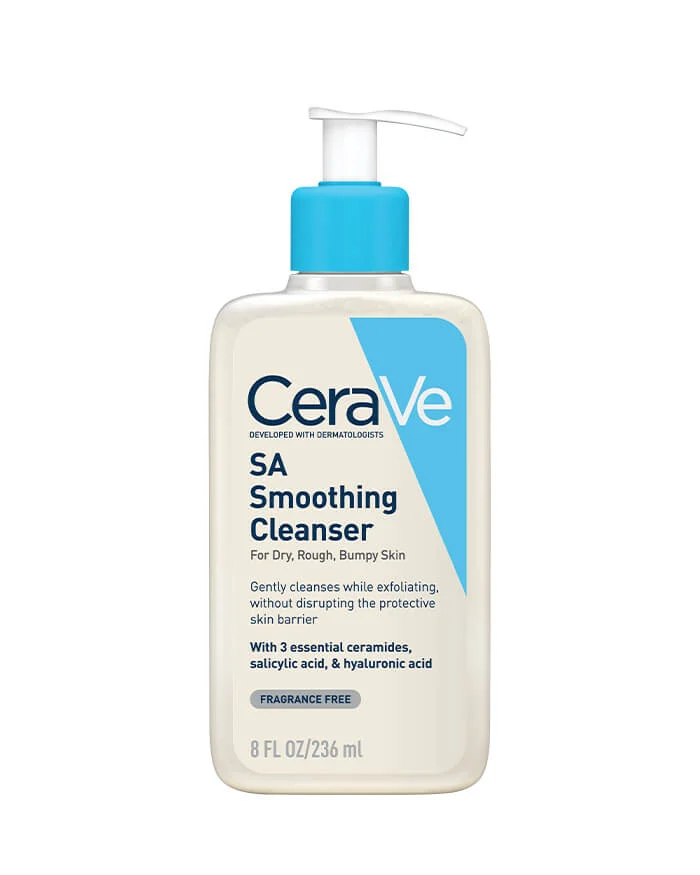 CeraVe
DEVELOPED WITH DERMATOLOGISTS
SA
Smoothing
Cleanser
For Dry, Rough, Bumpy Skin
Gently cleanses while exfoliating,
without disrupting the protective
skin barrier
With 3 essential ceramides,
salicylic acid, & hyaluronic acid
FRAGRANCE FREE
8 FL OZ/236 ml